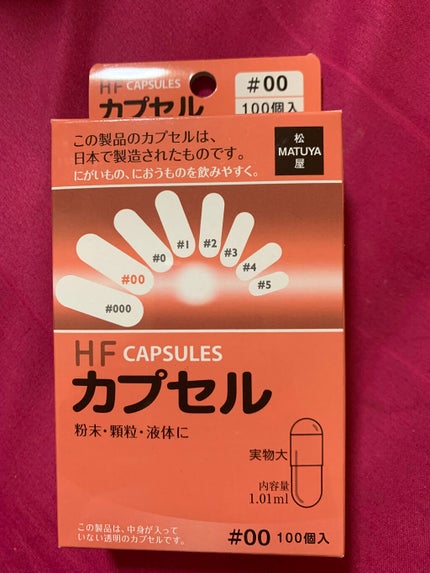 HF CAPSULES
カプセル
#00
100個入
この製品のカプセルは、
日本で製造されたものです。
にがいもの、におうものを飲みやすく。
松
MATUYA
屋
#000
#00
#0
#1
#2
#3
#4
#5
HF CAPSULES
カプセル
粉末・顆粒・液体に
実物大
内容量
1.01ml
この製品は、中身が入って
いない透明のカプセルです。
#00 100個入